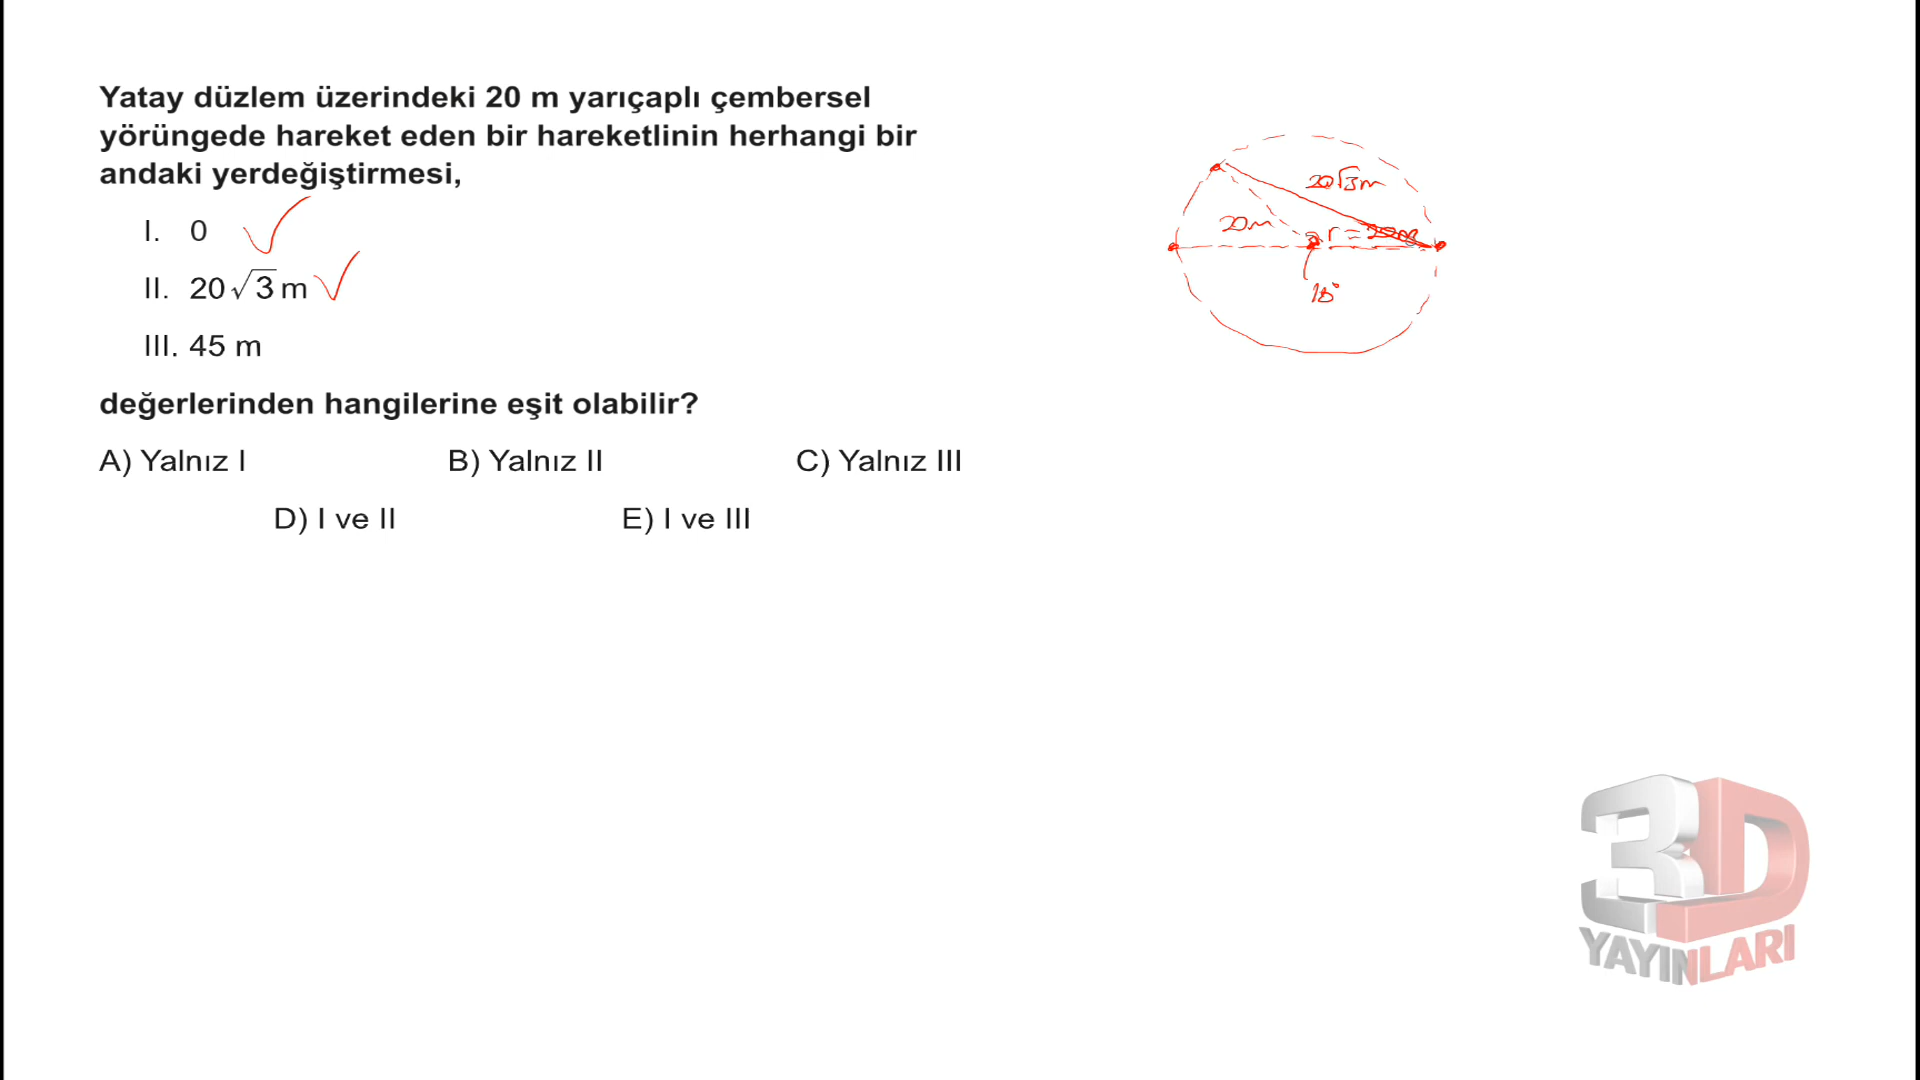 Yatay düzlem üzerindeki 20 m yarıçaplı çembersel
yörüngede hareket eden bir hareketlinin herhangi bir
andaki yerdeğiştirmesi,
I. 0
II. 20√3 m
III. 45 m
değerlerinden hangilerine eşit olabilir?
A) Yalnız I B) Yalnız II C) Yalnız III
D) I ve II E) I ve III
20√3m
20m
r = 20m
3D
YAYINLARI